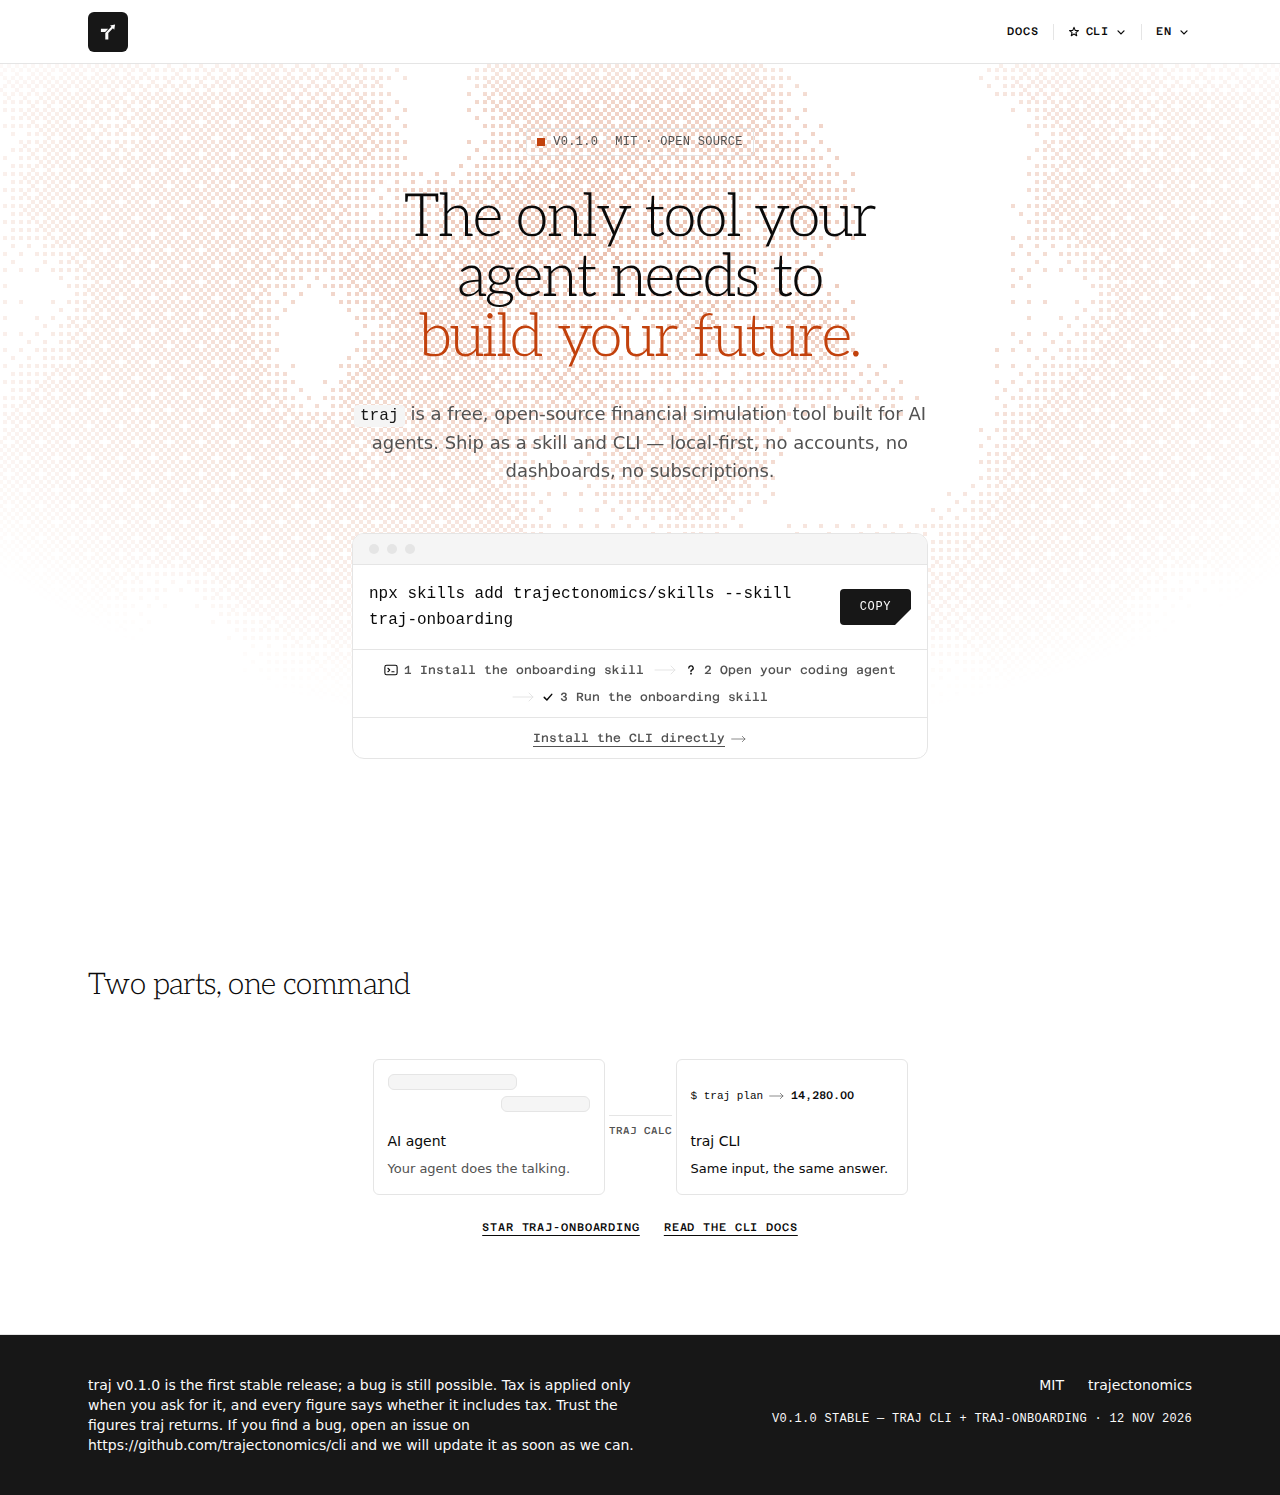 DOCS
CLI
EN
V0.1.0 MIT · OPEN SOURCE
The only tool your
agent needs to
build your future.
traj is a free, open-source financial simulation tool built for AI
agents. Ship as a skill and CLI — local-first, no accounts, no
dashboards, no subscriptions.
npx skills add trajectonomics/skills --skill
traj-onboarding
COPY
1 Install the onboarding skill
? 2 Open your coding agent
3 Run the onboarding skill
Install the CLI directly
Two parts, one command
AI agent
Your agent does the talking.
TRAJ CALC
$ traj plan
14,280.00
traj CLI
Same input, the same answer.
STAR TRAJ-ONBOARDING
READ THE CLI DOCS
traj v0.1.0 is the first stable release; a bug is still possible. Tax is applied only
when you ask for it, and every figure says whether it includes tax. Trust the
figures traj returns. If you find a bug, open an issue on
https://github.com/trajectonomics/cli and we will update it as soon as we can.
MIT
trajectonomics
V0.1.0 STABLE — TRAJ CLI + TRAJ-ONBOARDING · 12 NOV 2026